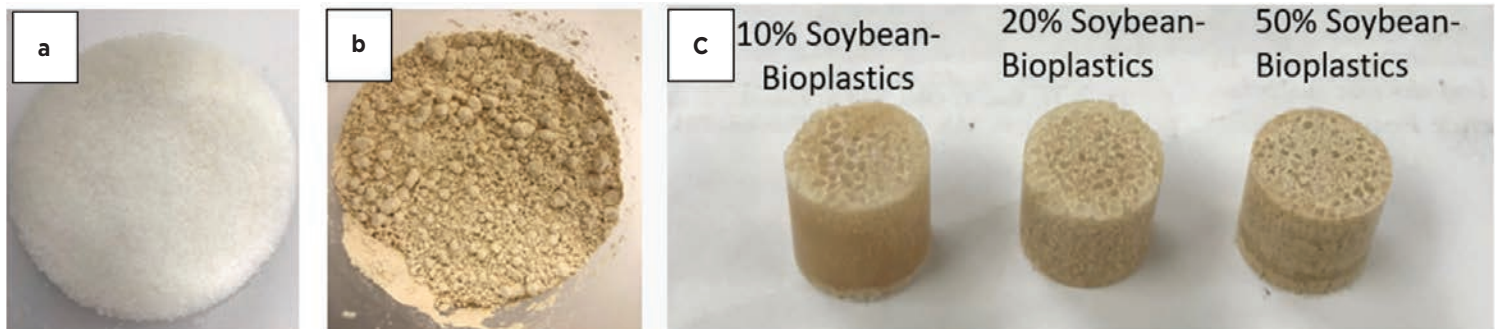 a
b
C
10% Soybean-
Bioplastics
20% Soybean-
Bioplastics
50% Soybean-
Bioplastics